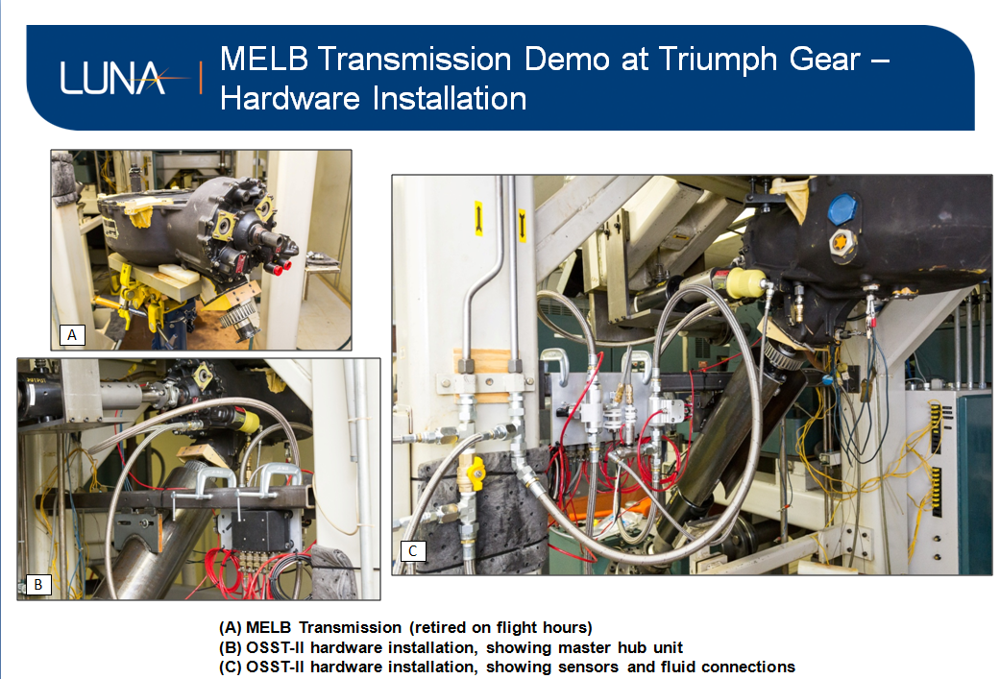 LUNA
MELB Transmission Demo at Triumph Gear –
Hardware Installation
A
B
C
OUTPUT
(A) MELB Transmission (retired on flight hours)
(B) OSST-II hardware installation, showing master hub unit
(C) OSST-II hardware installation, showing sensors and fluid connections